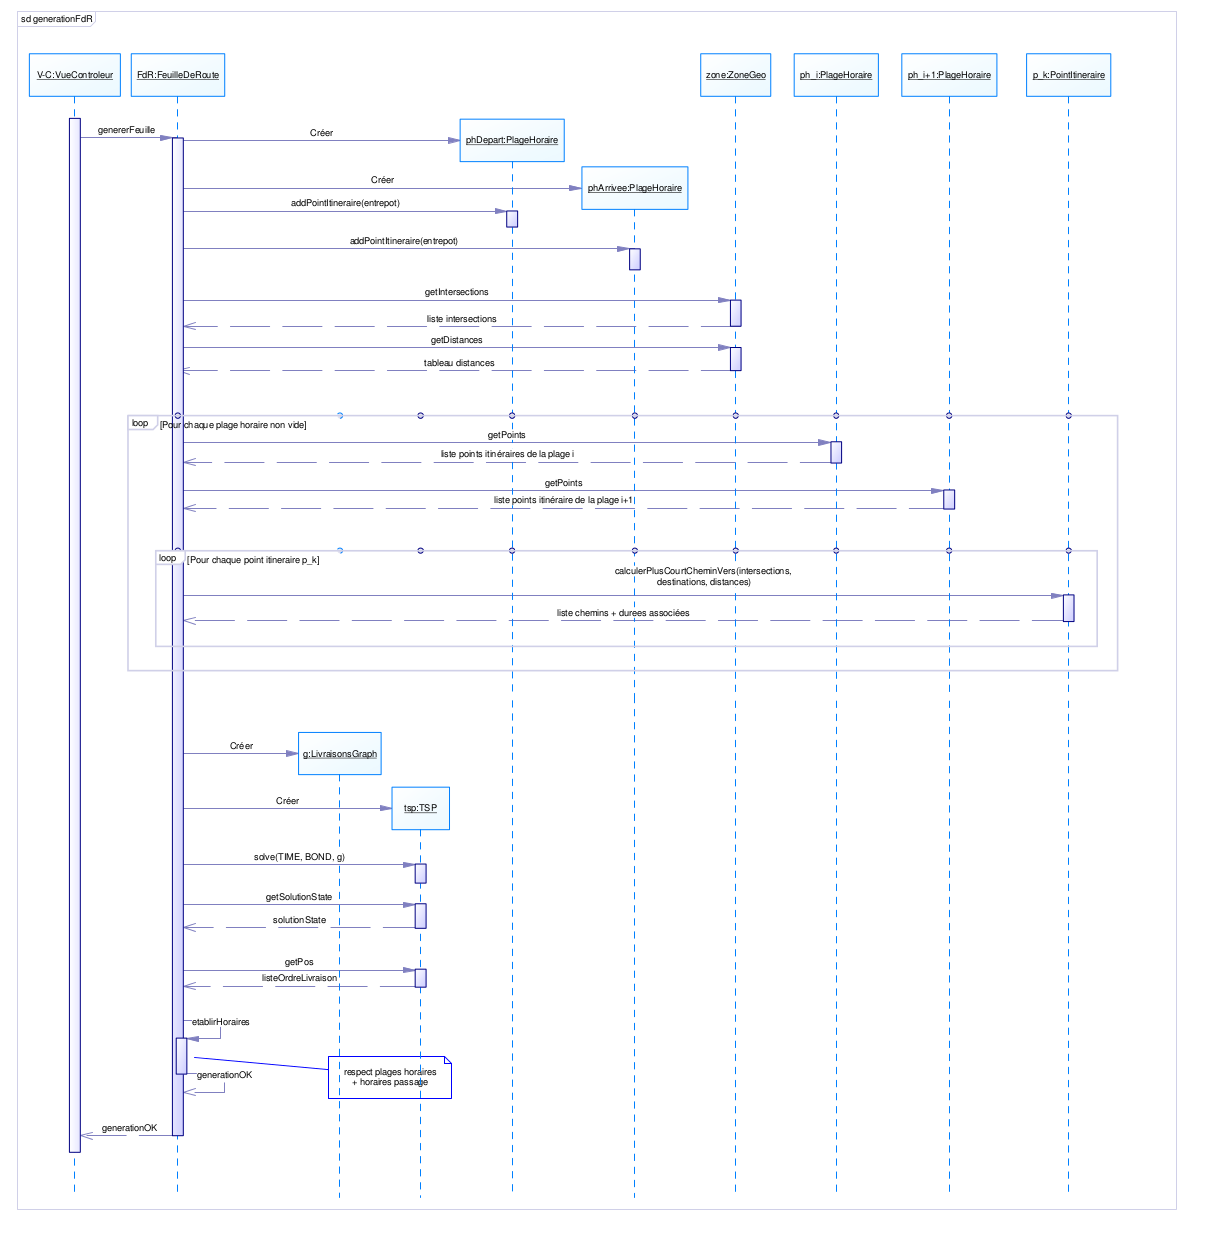 sd generationFdR
V-C:VueControleur
FdR:FeuilleDeRoute
zone:ZoneGeo
ph_i:PlageHoraire
ph_i+1:PlageHoraire
p_k:PointItineraire
genererFeuille
Créer
phDepart:PlageHoraire
Créer
phArrivee:PlageHoraire
addPointItineraire(entrepot)
addPointItineraire(entrepot)
getIntersections
liste intersections
getDistances
tableau distances
loop
[Pour chaque plage horaire non vide]
getPoints
liste points itinéraires de la plage i
getPoints
liste points itinéraire de la plage i+1
loop
[Pour chaque point itineraire p_k]
calculerPlusCourtCheminVers(intersections,
destinations, distances)
liste chemins + durees associées
Créer
g:LivraisonsGraph
Créer
tsp:TSP
solve(TIME, BOND, g)
getSolutionState
solutionState
getPos
listeOrdreLivraison
etablirHoraires
respect plages horaires
+ horaires passage
generationOK
generationOK